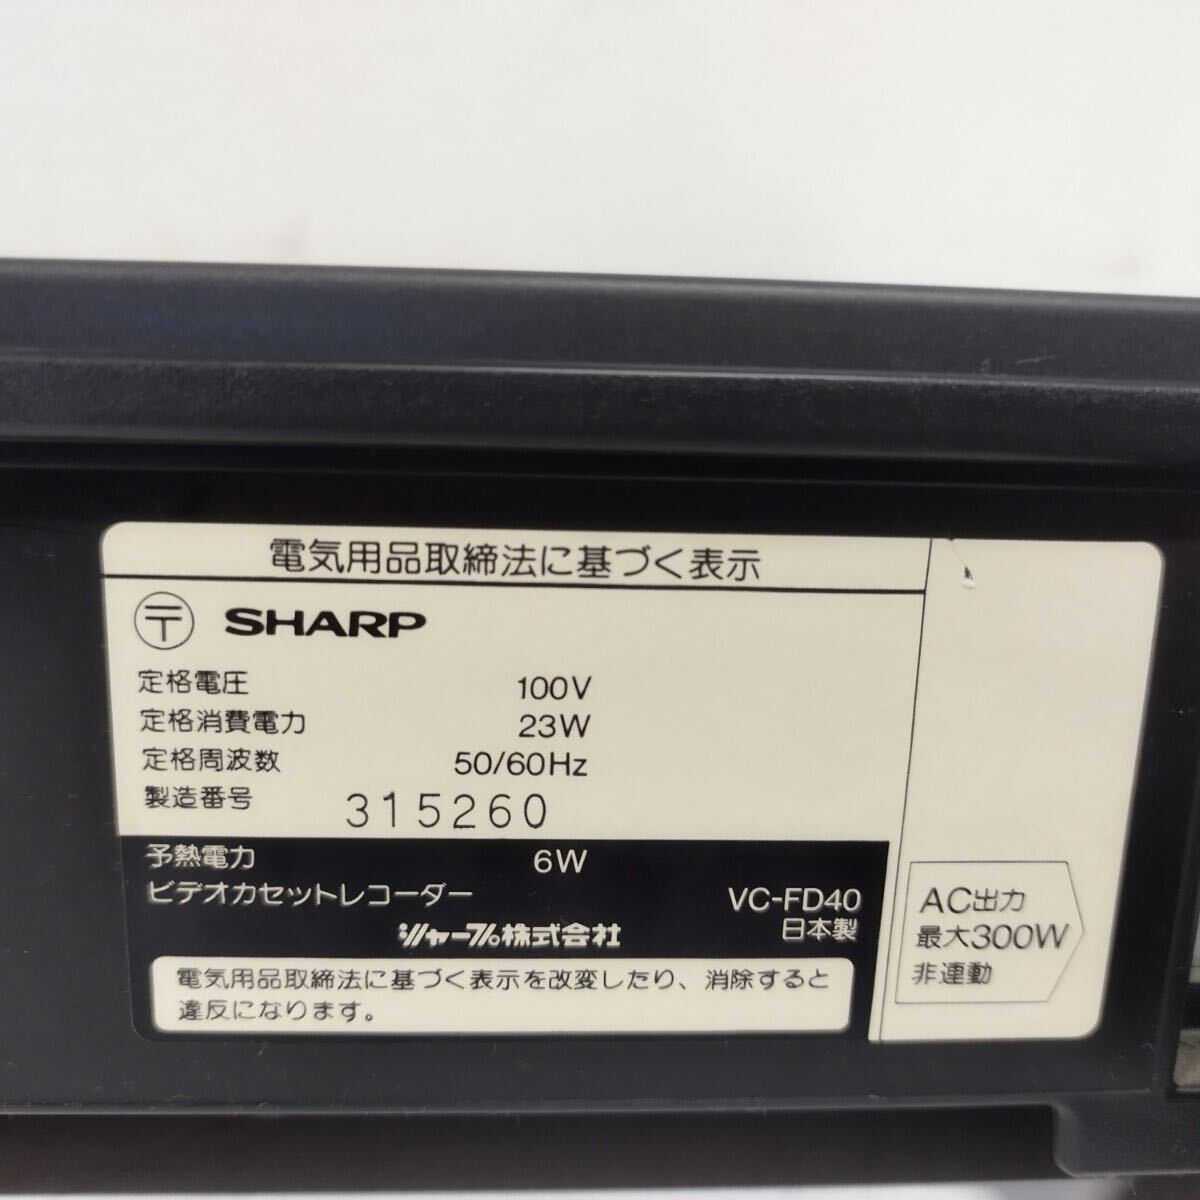 電気用品取締法に基づく表示
〒 SHARP
定格電圧 100V
定格消費電力 23W
定格周波数 50/60Hz
製造番号 315260
予熱電力 6W
ビデオカセットレコーダー VC-FD40
日本製
シャープ株式会社
電気用品取締法に基づく表示を改変したり、消除すると
違反になります。
AC出力
最大300W
非連動